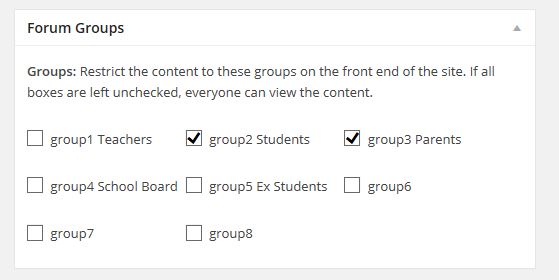 Forum Groups
Groups: Restrict the content to these groups on the front end of the site. If all
boxes are left unchecked, everyone can view the content.
group1 Teachers group2 Students group3 Parents
group4 School Board group5 Ex Students group6
group7 group8